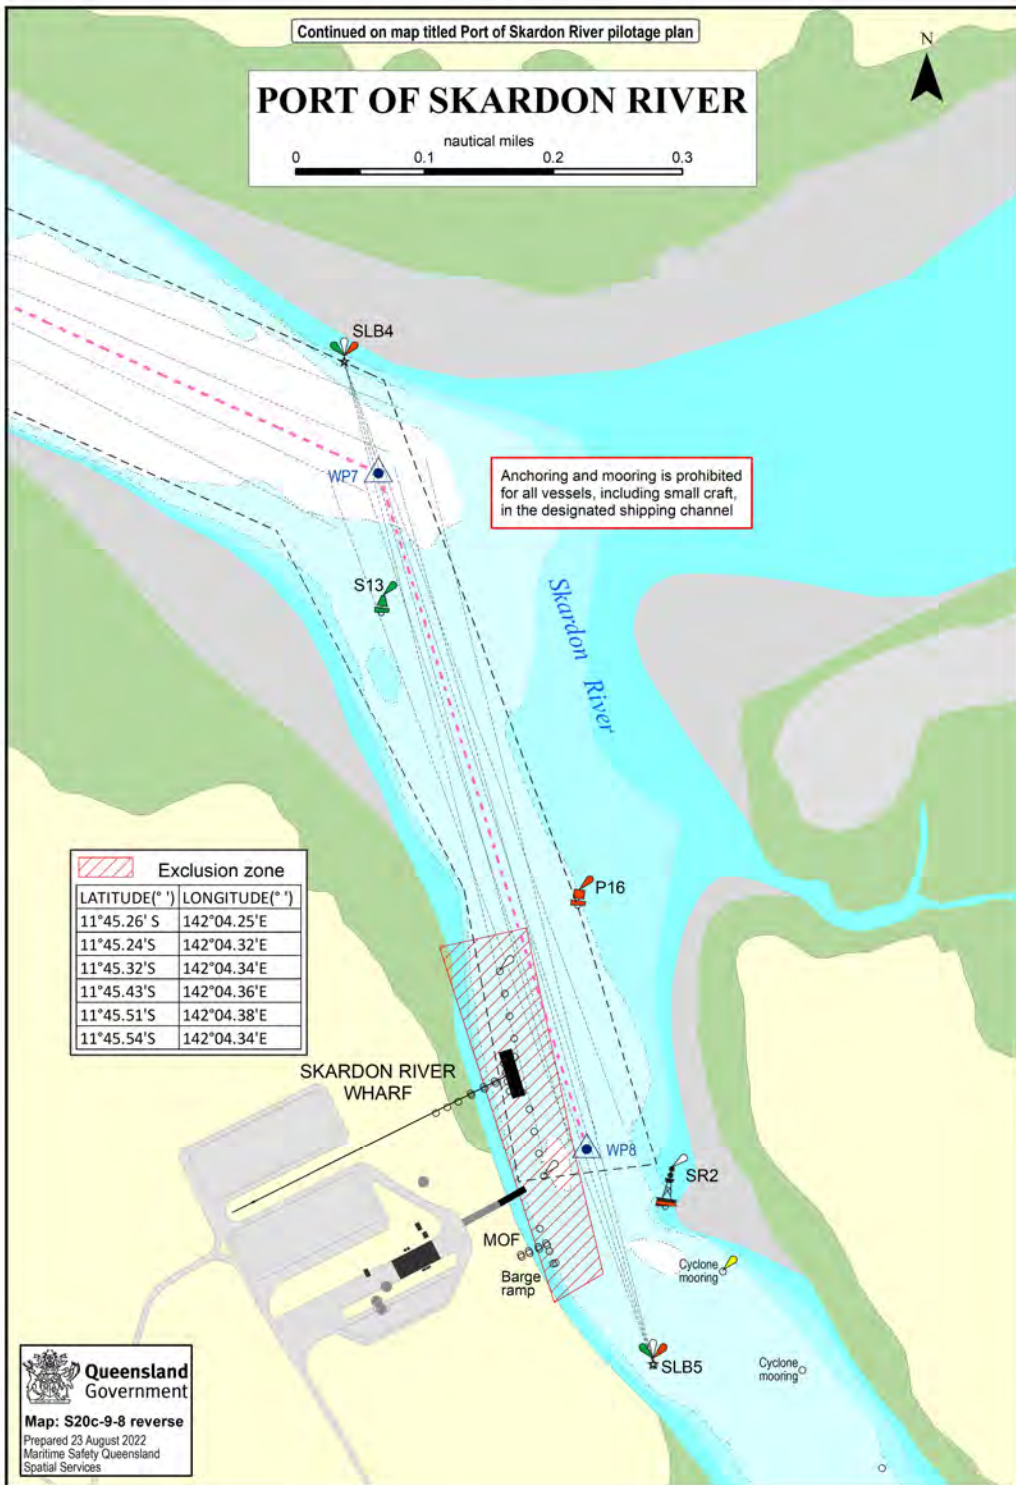 Continued on map titled Port of Skardon River pilotage plan
N
PORT OF SKARDON RIVER
nautical miles
0 0.1 0.2 0.3
SLB4
WP7
Anchoring and mooring is prohibited
for all vessels, including small craft,
in the designated shipping channel
S13
Skardon River
P16
Exclusion zone
LATITUDE(° ') LONGITUDE(° ')
11°45.26' S 142°04.25'E
11°45.24'S 142°04.32'E
11°45.32'S 142°04.34'E
11°45.43'S 142°04.36'E
11°45.51'S 142°04.38'E
11°45.54'S 142°04.34'E
SKARDON RIVER
WHARF
WP8
SR2
MOF
Barge
ramp
Cyclone
mooring
SLB5
Cyclone
mooring
Queensland
Government
Map: S20c-9-8 reverse
Prepared 23 August 2022
Maritime Safety Queensland
Spatial Services